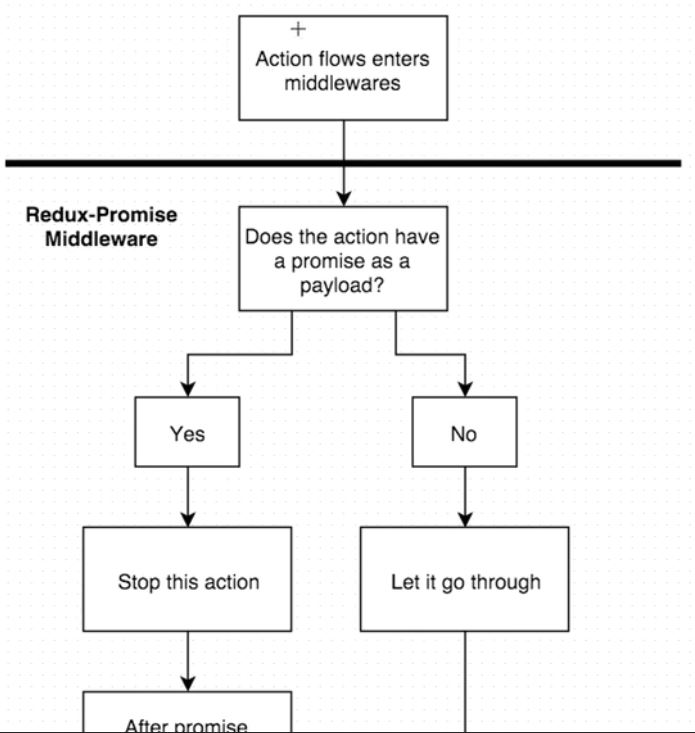 Action flows enters
middlewares
Redux-Promise
Middleware
Does the action have
a promise as a
payload?
Yes
No
Stop this action
Let it go through
After promise